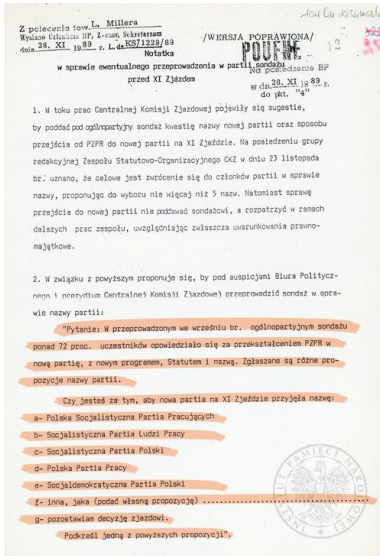 Z polecenia tow. L. Millera
Wysłano Członkom BP, Z-com, Sekretarzom
dnia 28. XI 1989 r. L. dz. KS/1229/89
/WERSJA POPRAWIONA/
POUFNE
12
Notatka
w sprawie ewentualnego przeprowadzenia w partii sondażu
przed XI Zjazdem
Na posiedzenie BP
w dn. 28. XI 89 r.
do pkt. "4"
1. W toku prac Centralnej Komisji Zjazdowej pojawiły się sugestie,
by poddać pod ogólnopartyjny sondaż kwestię nazwy nowej partii oraz sposobu
przejścia od PZPR do nowej partii na XI Zjeździe. Na posiedzeniu grupy
redakcyjnej Zespołu Statutowo-Organizacyjnego CKZ w dniu 23 listopada
br. uznano, że celowe jest zwrócenie się do członków partii w sprawie
nazwy, proponując do wyboru nie więcej niż 5 nazw. Natomiast sprawę
przejścia do nowej partii nie poddawać sondażowi, a rozpatrzyć w ramach
dalszych prac zespołu, uwzględniając zwłaszcza uwarunkowania prawno-
majątkowe.
2. W związku z powyższym proponuje się, by pod auspicjami Biura Politycz-
nego i prezydium Centralnej Komisji Zjazdowej przeprowadzić sondaż w spra-
wie nazwy partii:
"Pytanie: W przeprowadzonym we wrześniu br. ogólnopartyjnym sondażu
ponad 72 proc. uczestników opowiedziało się za przekształceniem PZPR w
nową partię, z nowym programem, Statutem i nazwą. Zgłaszane są różne pro-
pozycje nazwy partii.
Czy jesteś za tym, aby nowa partia na XI Zjeździe przyjęła nazwę:
a- Polska Socjalistyczna Partia Pracujących
b- Socjalistyczna Partia Ludzi Pracy
c- Socjalistyczna Partia Polski
d- Polska Partia Pracy
e- Socjaldemokratyczna Partia Polski
f- inna, jaka (podać własną propozycję) ..............................
g- pozostawiam decyzję zjazdowi.
Podkreśl jedną z powyższych propozycji".
INSTYTUT PAMIĘCI NARODOWEJ